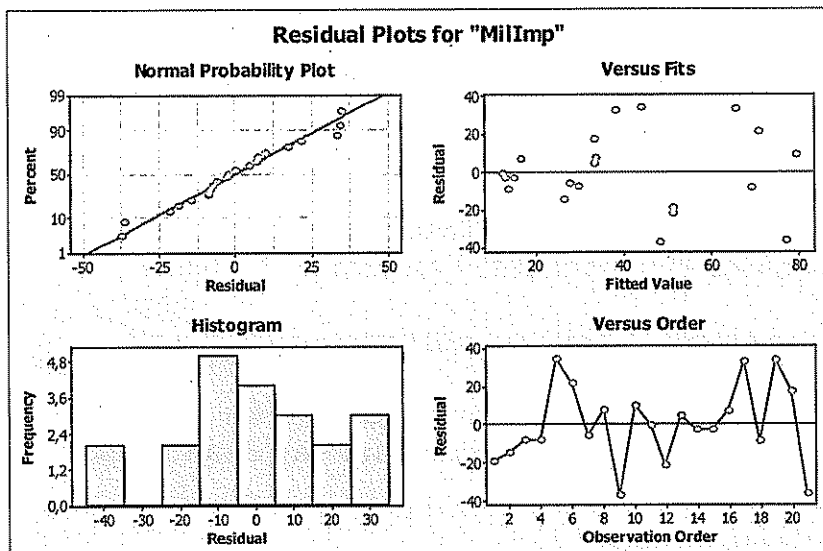 Residual Plots for "MilImp"
Normal Probability Plot
99
90
50
10
1
Percent
-50 -25 0 25 50
Residual
Versus Fits
40
20
0
-20
-40
Residual
20 40 60 80
Fitted Value
Histogram
4,8
3,6
2,4
1,2
0,0
Frequency
-40 -30 -20 -10 0 10 20 30
Residual
Versus Order
40
20
0
-20
-40
Residual
2 4 6 8 10 12 14 16 18 20
Observation Order